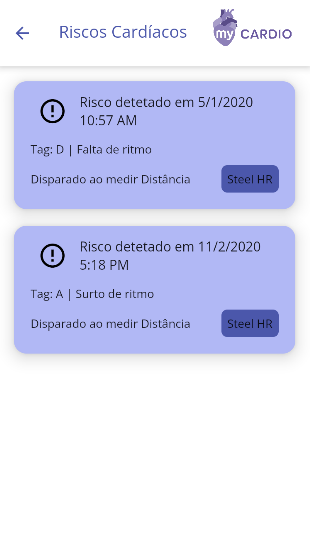 Riscos Cardíacos
my CARDIO
Risco detetado em 5/1/2020
10:57 AM
Tag: D | Falta de ritmo
Disparado ao medir Distância
Steel HR
Risco detetado em 11/2/2020
5:18 PM
Tag: A | Surto de ritmo
Disparado ao medir Distância
Steel HR